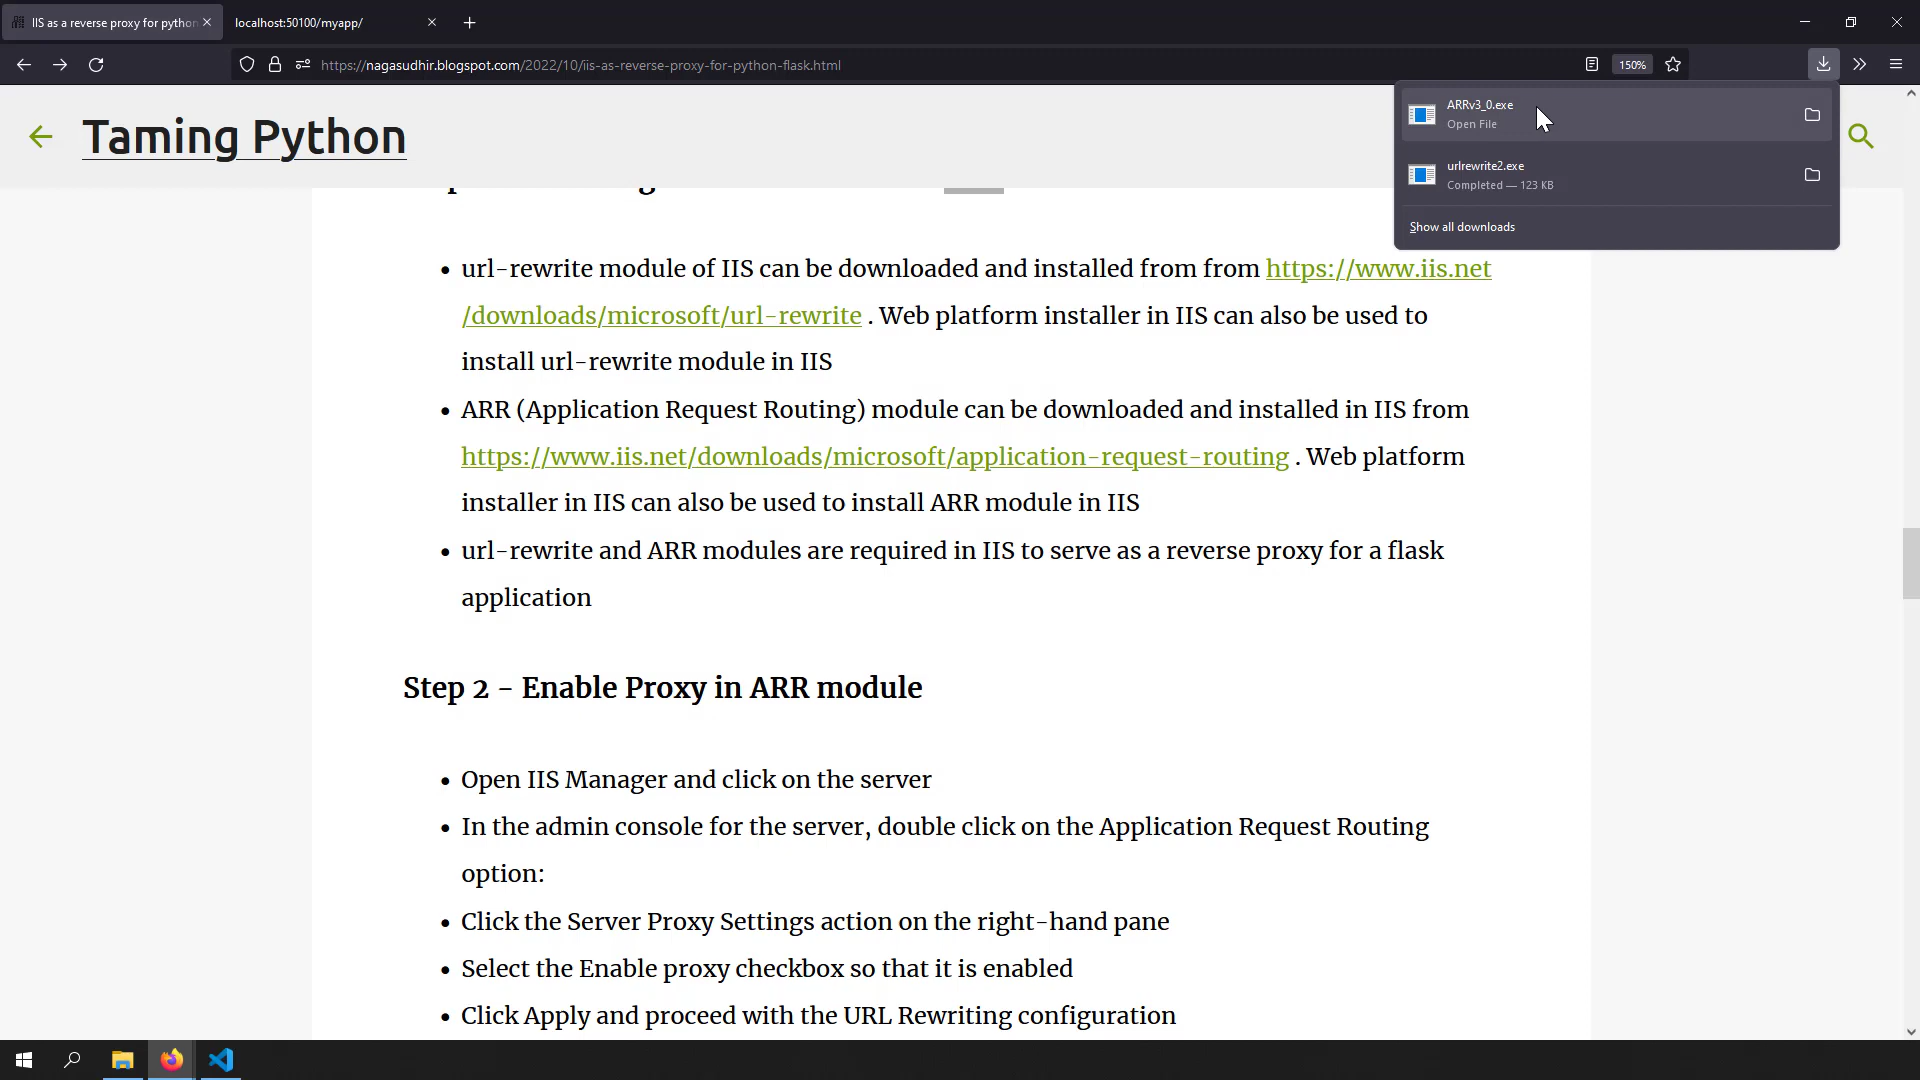 IIS as a reverse proxy for python
localhost:50100/myapp/
https://nagasudhir.blogspot.com/2022/10/iis-as-reverse-proxy-for-python-flask.html
150%
ARRv3_0.exe
Open File
urlrewrite2.exe
Completed — 123 KB
Show all downloads
Taming Python
• url-rewrite module of IIS can be downloaded and installed from from https://www.iis.net
/downloads/microsoft/url-rewrite . Web platform installer in IIS can also be used to
install url-rewrite module in IIS
• ARR (Application Request Routing) module can be downloaded and installed in IIS from
https://www.iis.net/downloads/microsoft/application-request-routing . Web platform
installer in IIS can also be used to install ARR module in IIS
• url-rewrite and ARR modules are required in IIS to serve as a reverse proxy for a flask
application
Step 2 - Enable Proxy in ARR module
• Open IIS Manager and click on the server
• In the admin console for the server, double click on the Application Request Routing
option:
• Click the Server Proxy Settings action on the right-hand pane
• Select the Enable proxy checkbox so that it is enabled
• Click Apply and proceed with the URL Rewriting configuration